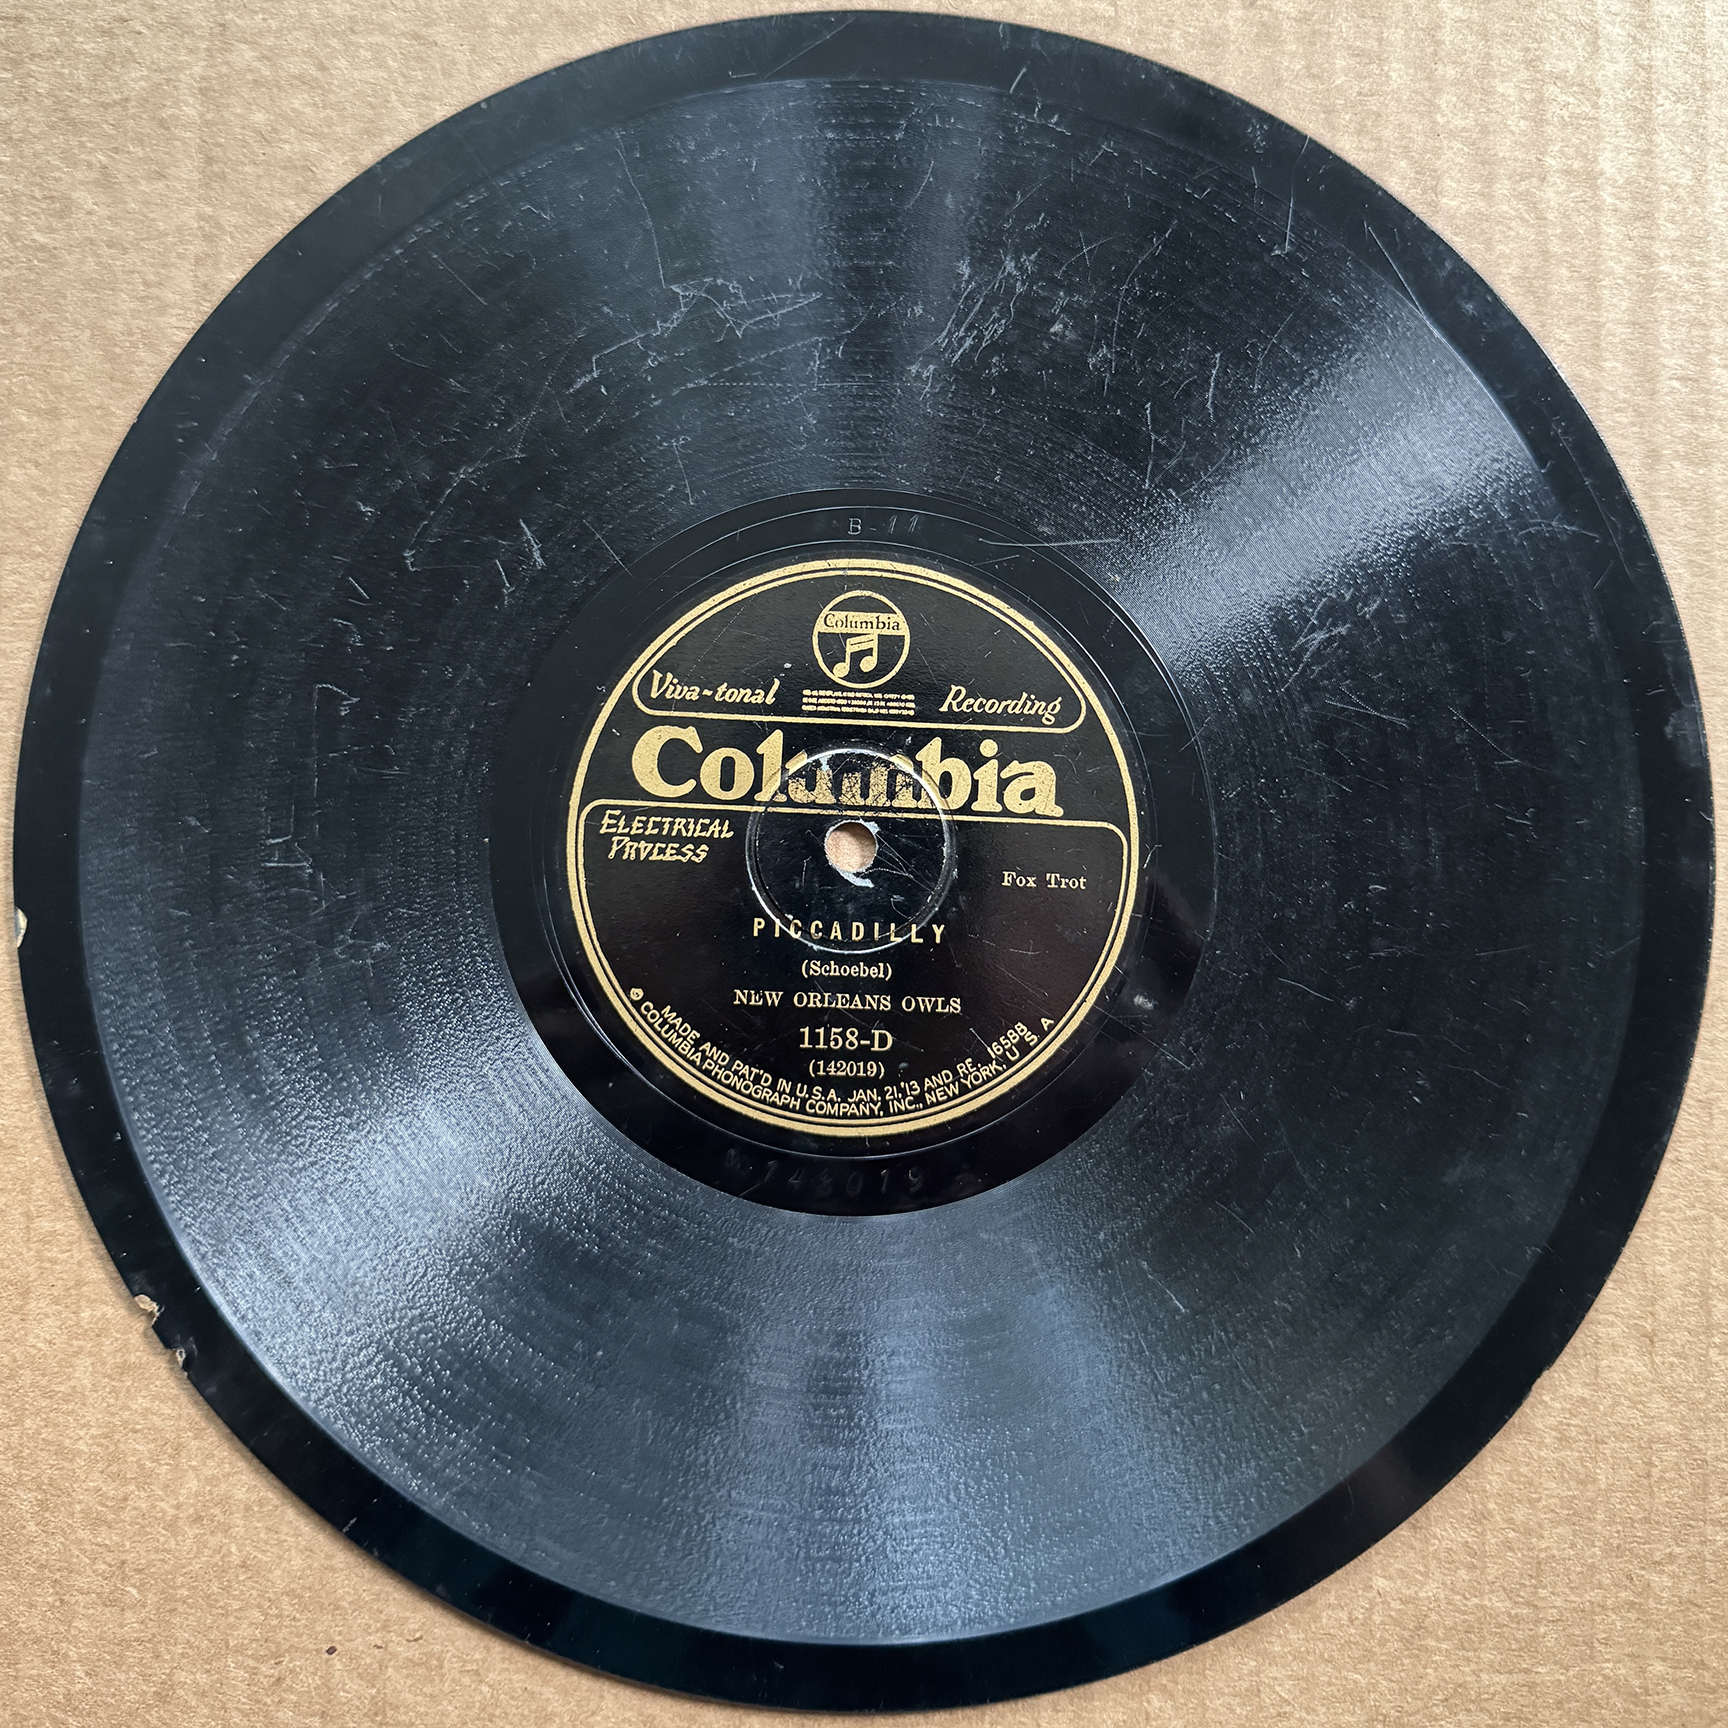 B-11
Columbia
Viva-tonal Recording
Columbia
ELECTRICAL
PROCESS
Fox Trot
PICCADILLY
(Schoebel)
NEW ORLEANS OWLS
1158-D
(142019)
MADE AND PAT'D IN U.S.A. JAN. 21, '13 AND RE 16588
COLUMBIA PHONOGRAPH COMPANY, INC., NEW YORK, U S. A
142019